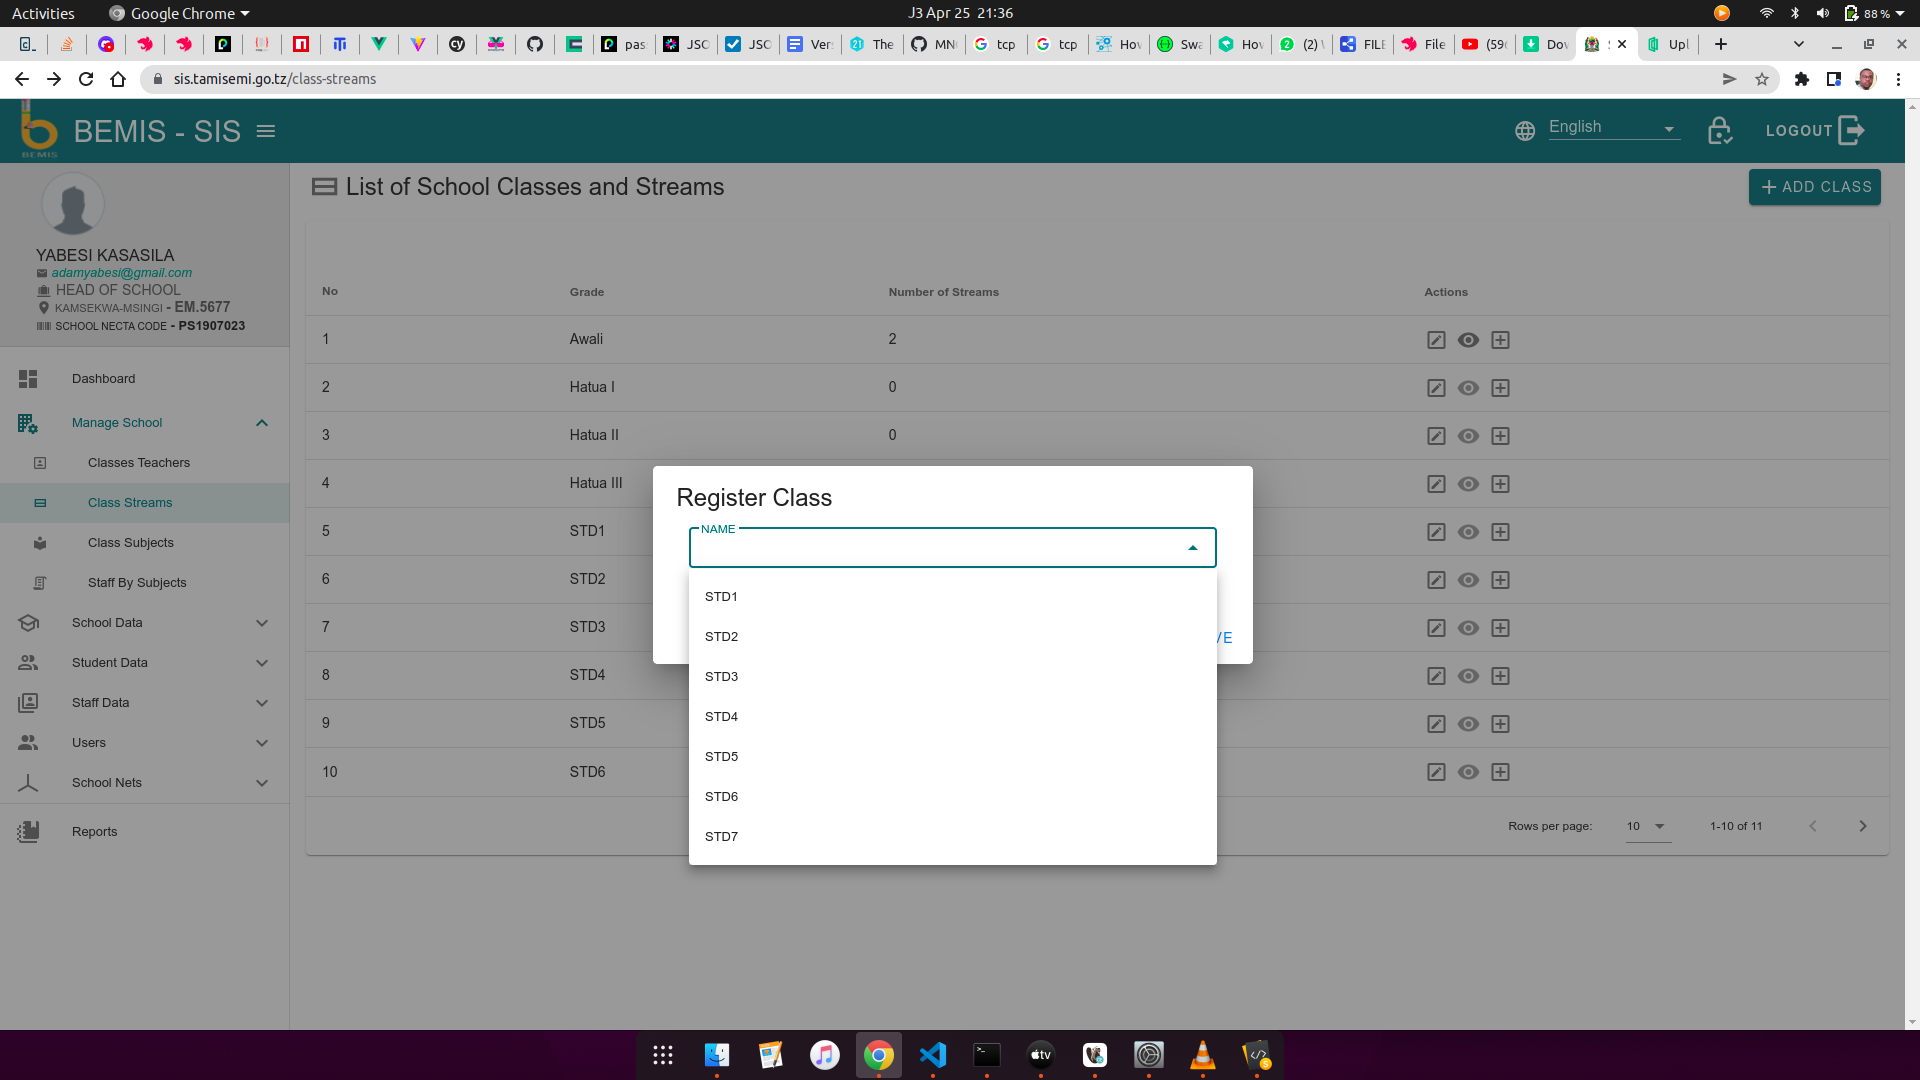 Activities
Google Chrome
J3 Apr 25 21:36
88 %
pas
JSO
JSO
Ver
The
MN
tcp
tcp
Hov
Swa
Hov
FILE
File
(59
Dov
Upl
sis.tamisemi.go.tz/class-streams
BEMIS
BEMIS - SIS
English
LOGOUT
YABESI KASASILA
adamyabesi@gmail.com
HEAD OF SCHOOL
KAMSEKWA-MSINGI - EM.5677
SCHOOL NECTA CODE - PS1907023
Dashboard
Manage School
Classes Teachers
Class Streams
Class Subjects
Staff By Subjects
School Data
Student Data
Staff Data
Users
School Nets
Reports
List of School Classes and Streams
ADD CLASS
No Grade Number of Streams Actions
1 Awali 2
2 Hatua I 0
3 Hatua II 0
4 Hatua III
5 STD1
6 STD2
7 STD3
8 STD4
9 STD5
10 STD6
Rows per page: 10 1-10 of 11
Register Class
NAME
STD1
STD2
STD3
STD4
STD5
STD6
STD7
VE
tv